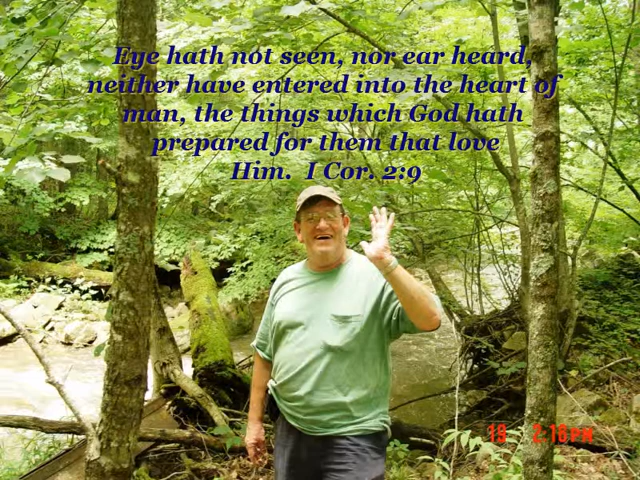 Eye hath not seen, nor ear heard,
neither have entered into the heart of
man, the things which God hath
prepared for them that love
Him. I Cor. 2:9
19 2:16PM